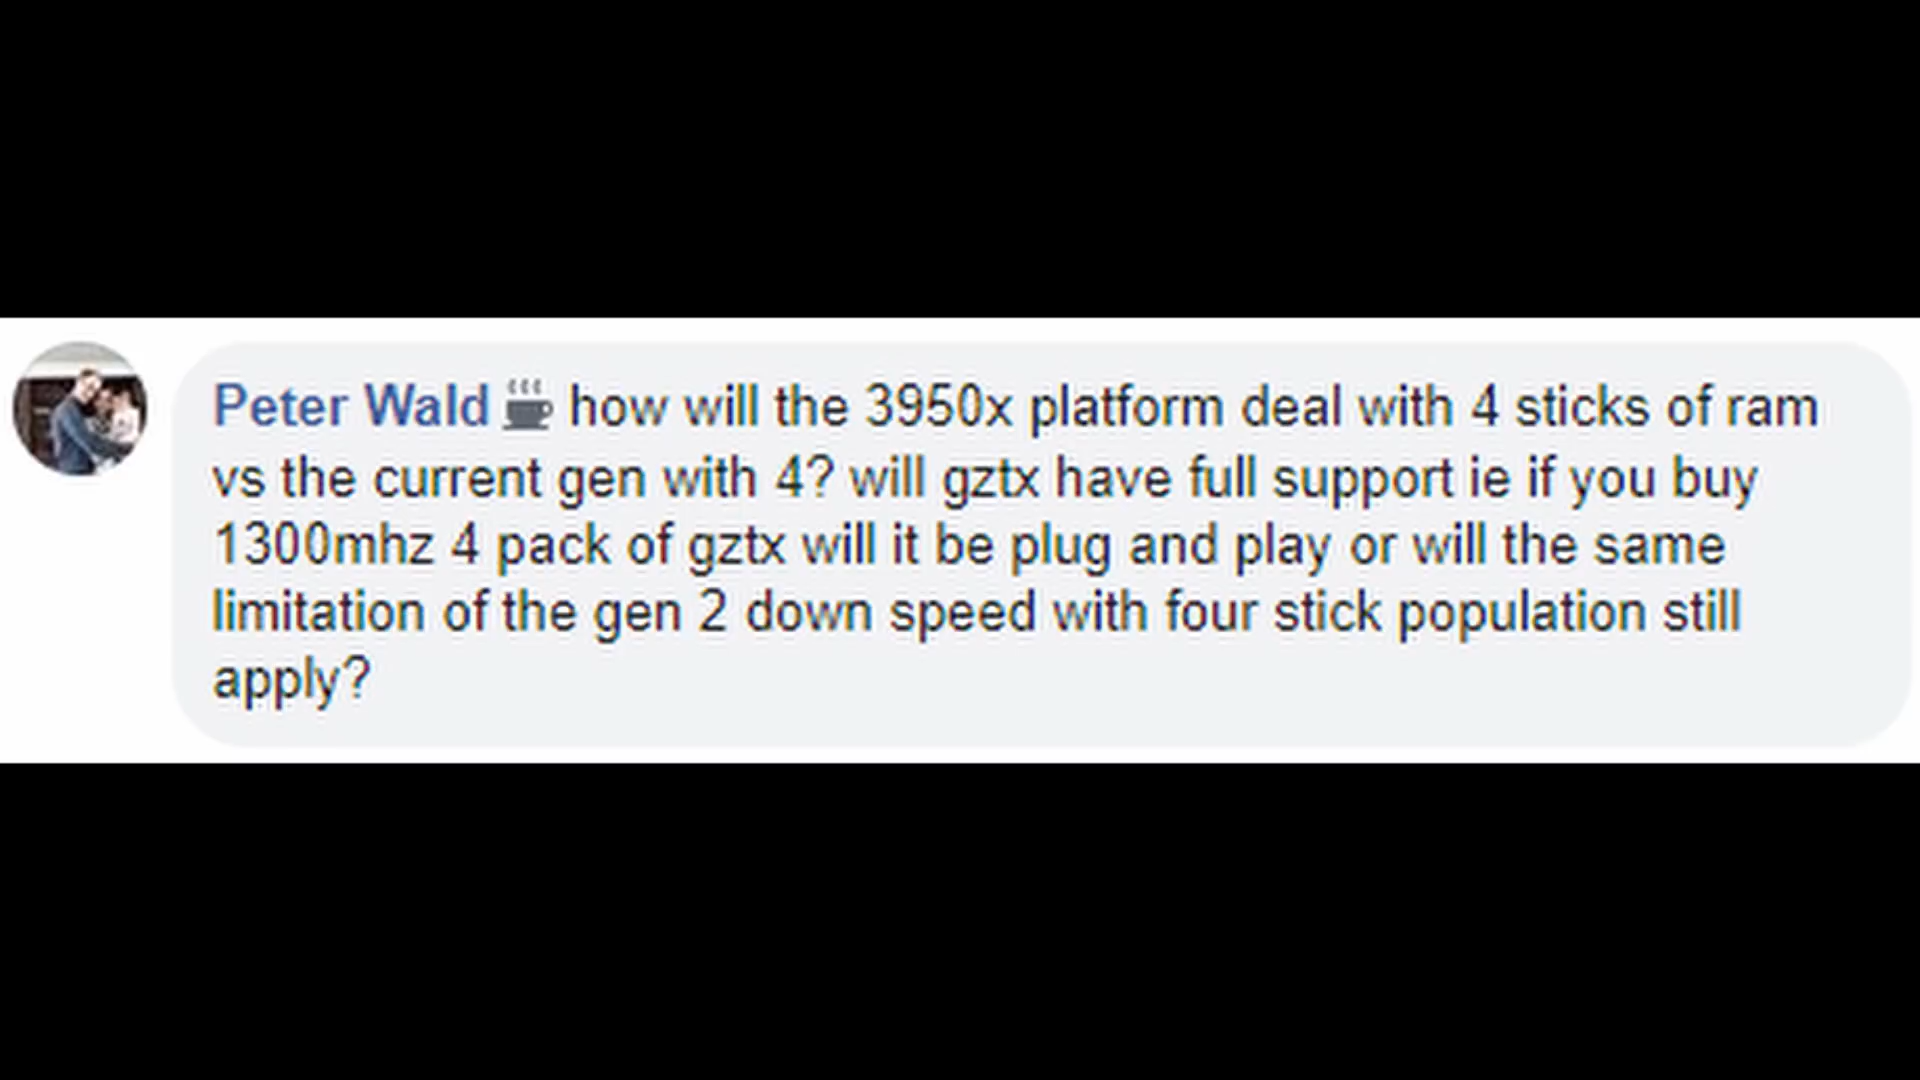 Peter Wald ☕ how will the 3950x platform deal with 4 sticks of ram
vs the current gen with 4? will gztx have full support ie if you buy
1300mhz 4 pack of gztx will it be plug and play or will the same
limitation of the gen 2 down speed with four stick population still
apply?